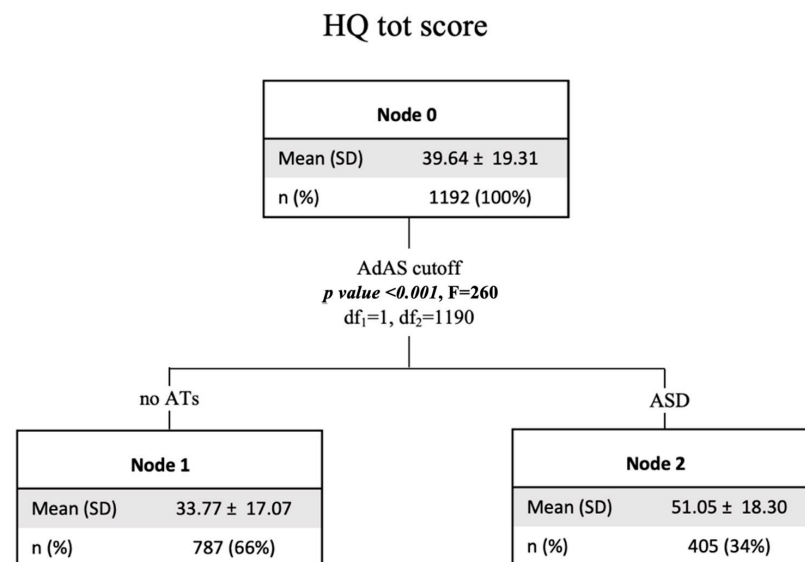 HQ tot score
Node 0
Mean (SD) 39.64 ± 19.31
n (%) 1192 (100%)
AdAS cutoff
p value <0.001, F=260
df₁=1, df₂=1190
no ATs
ASD
Node 1
Mean (SD) 33.77 ± 17.07
n (%) 787 (66%)
Node 2
Mean (SD) 51.05 ± 18.30
n (%) 405 (34%)